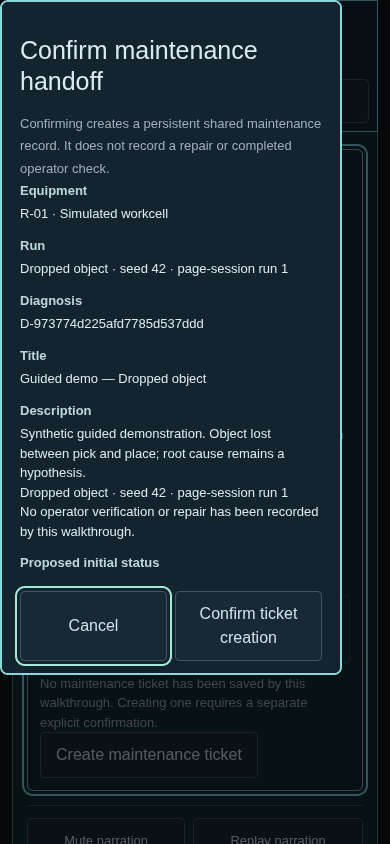 Confirm maintenance
handoff
Confirming creates a persistent shared maintenance
record. It does not record a repair or completed
operator check.
Equipment
R-01 · Simulated workcell
Run
Dropped object · seed 42 · page-session run 1
Diagnosis
D-973774d225afd7785d537ddd
Title
Guided demo — Dropped object
Description
Synthetic guided demonstration. Object lost
between pick and place; root cause remains a
hypothesis.
Dropped object · seed 42 · page-session run 1
No operator verification or repair has been recorded
by this walkthrough.
Proposed initial status
Cancel
Confirm ticket
creation
No maintenance ticket has been saved by this
walkthrough. Creating one requires a separate
explicit confirmation.
Create maintenance ticket
Mute narration
Replay narration